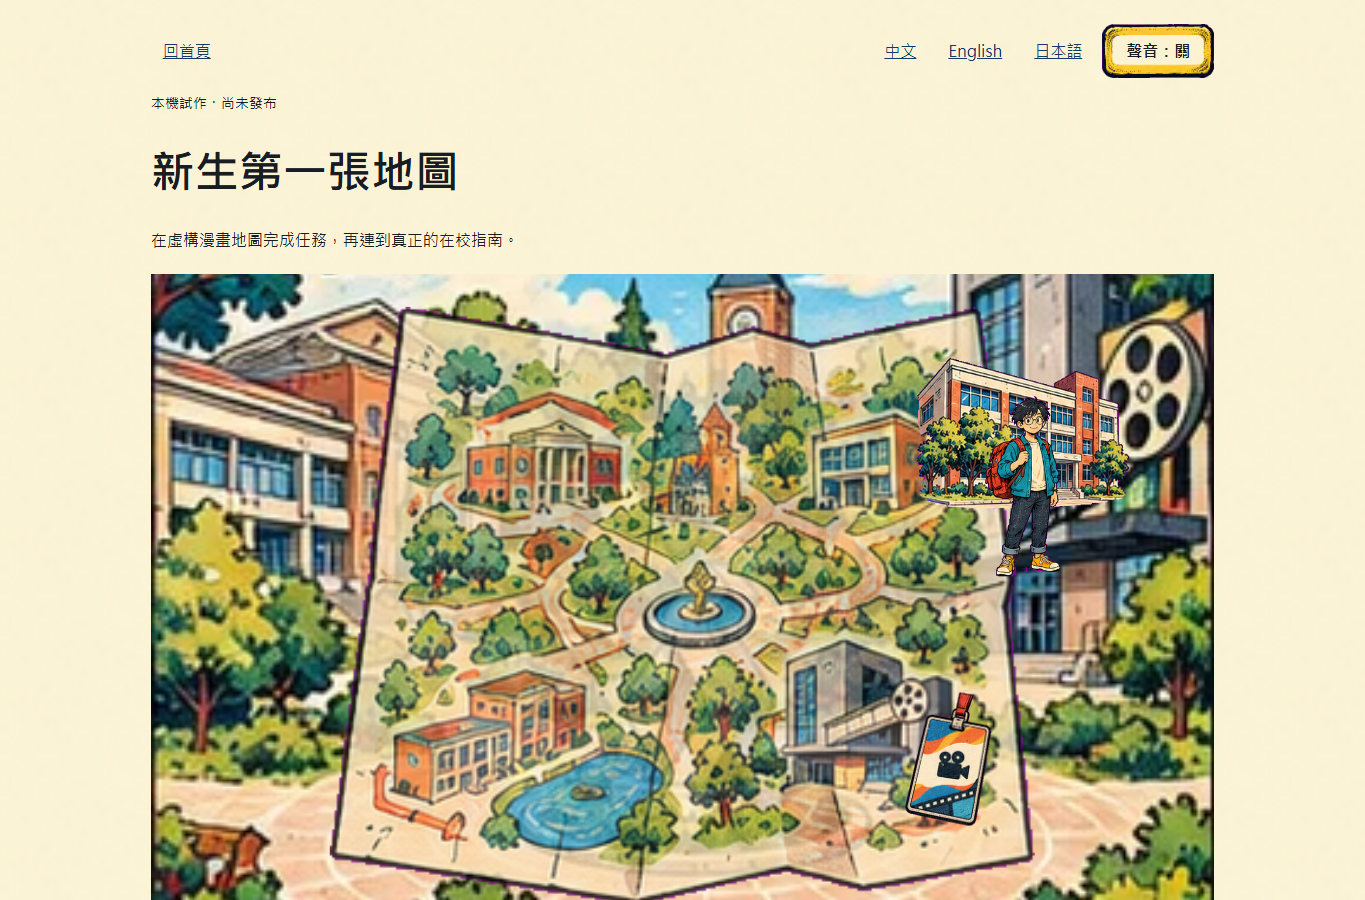 回首頁
中文 English 日本語 聲音：關
本機試作・尚未發布
新生第一張地圖
在虛構漫畫地圖完成任務，再連到真正的在校指南。